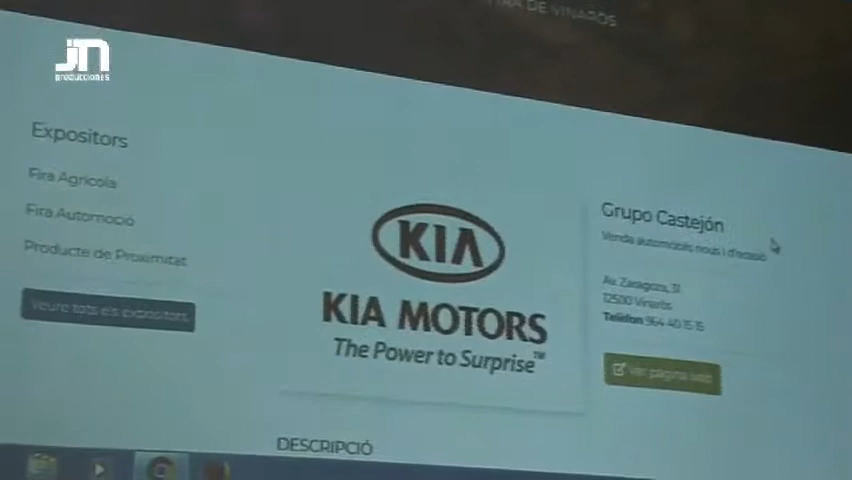 JN
producciones
FIRA DE VINARÒS
Expositors
Fira Agrícola
Fira Automoció
Producte de Proximitat
Veure tots els expositors
KIA
KIA MOTORS
The Power to Surprise™
DESCRIPCIÓ
Grupo Castejón
Venda automòbils nous i d'ocasió
Av. Zaragoza, 31
12500 Vinaròs
Telèfon 964 40 15 15
Ver página web